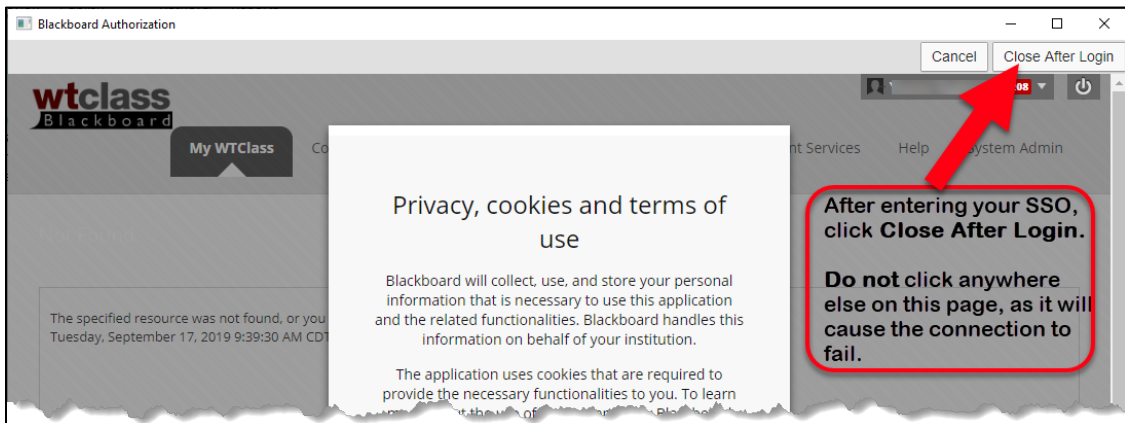 Blackboard Authorization
Cancel Close After Login
wtclass
Blackboard
08
My WTClass Co nt Services Help System Admin
Privacy, cookies and terms of
use
Not Found
Blackboard will collect, use, and store your personal
information that is necessary to use this application
and the related functionalities. Blackboard handles this
information on behalf of your institution.
The application uses cookies that are required to
provide the necessary functionalities to you. To learn
The specified resource was not found, or you
Tuesday, September 17, 2019 9:39:30 AM CDT
After entering your SSO,
click Close After Login.
Do not click anywhere
else on this page, as it will
cause the connection to
fail.